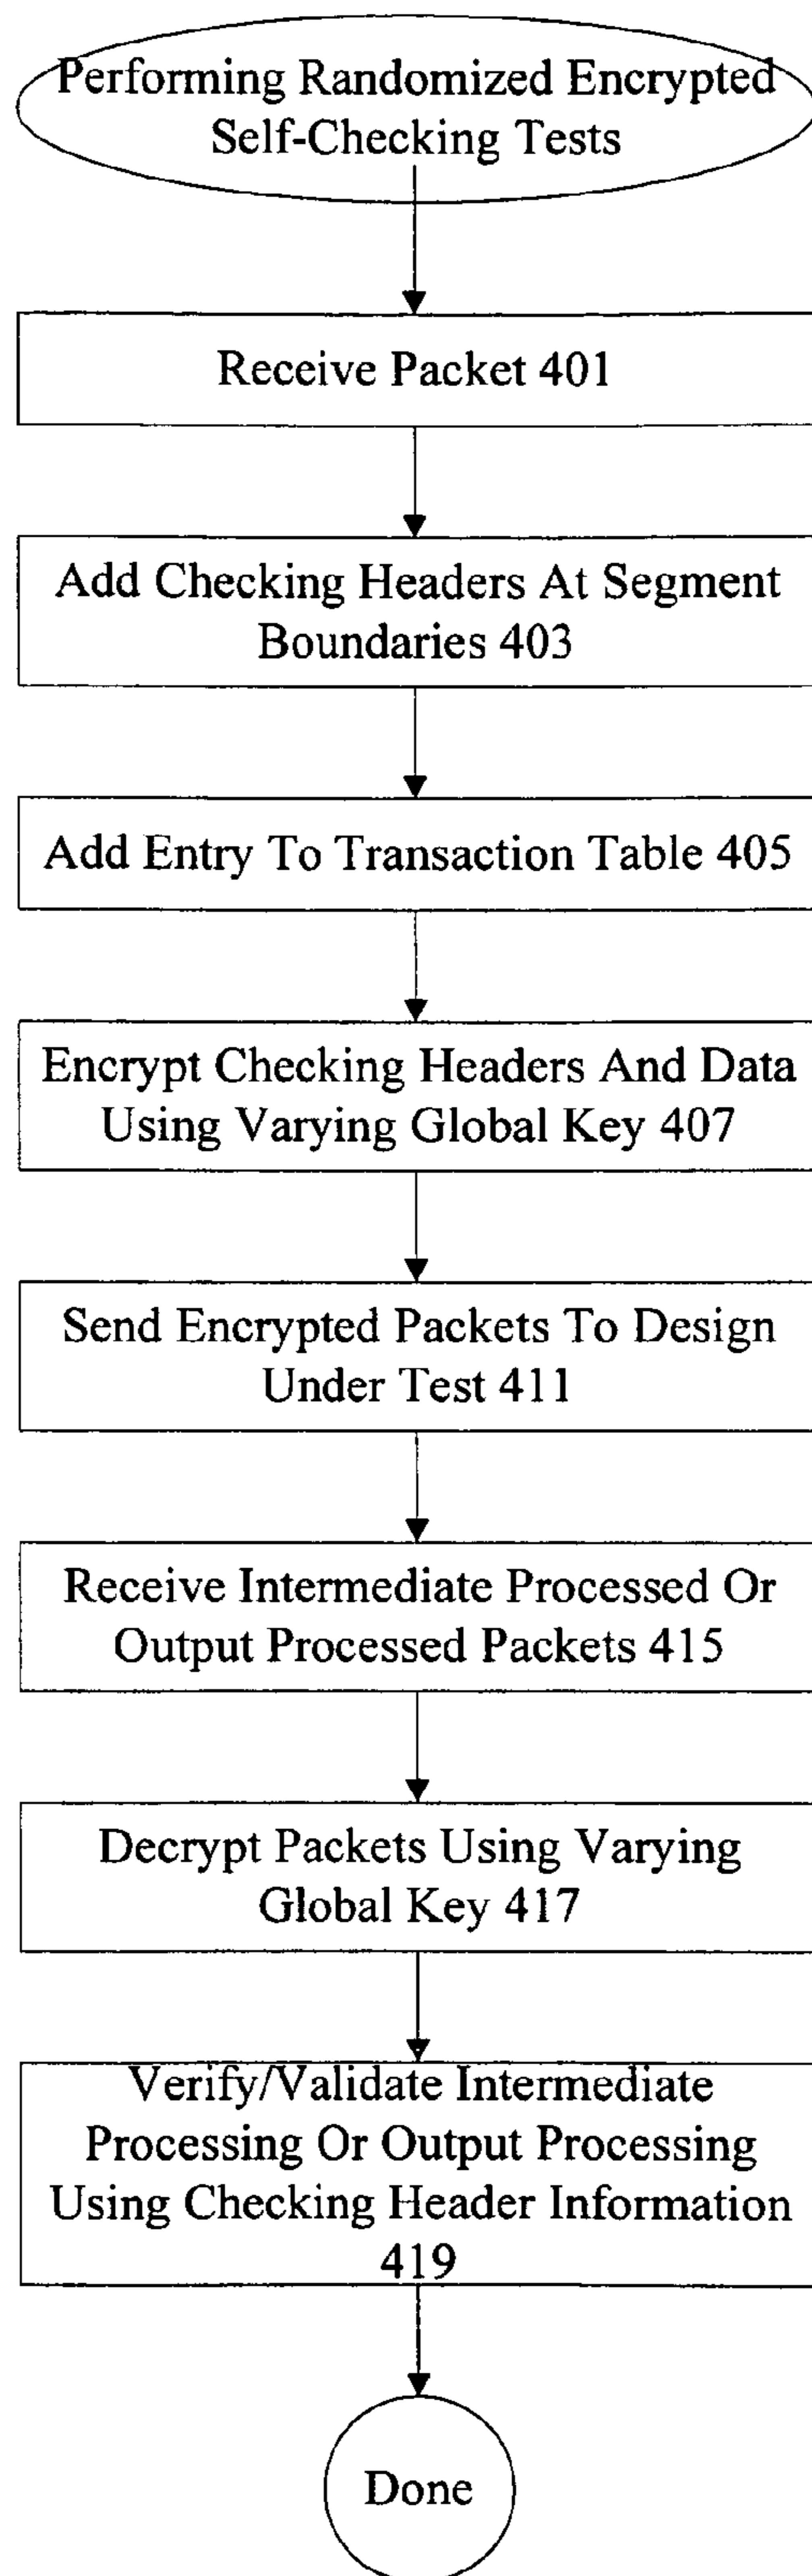 Performing Randomized Encrypted
Self-Checking Tests
Receive Packet 401
Add Checking Headers At Segment
Boundaries 403
Add Entry To Transaction Table 405
Encrypt Checking Headers And Data
Using Varying Global Key 407
Send Encrypted Packets To Design
Under Test 411
Receive Intermediate Processed Or
Output Processed Packets 415
Decrypt Packets Using Varying
Global Key 417
Verify/Validate Intermediate
Processing Or Output Processing
Using Checking Header Information
419
Done